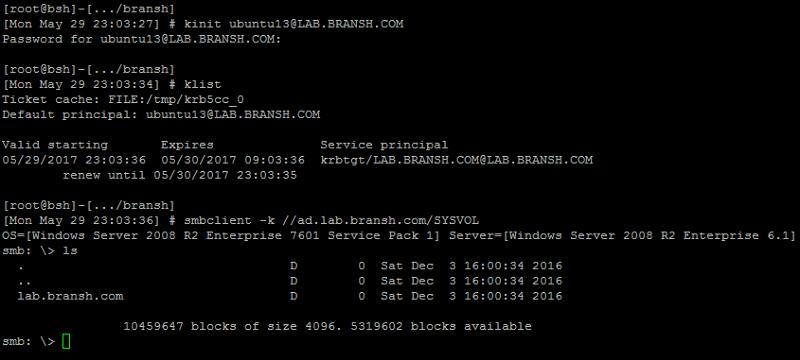 [root@bsh]-[.../bransh]
[Mon May 29 23:03:27] # kinit ubuntu13@LAB.BRANSH.COM
Password for ubuntu13@LAB.BRANSH.COM:
[root@bsh]-[.../bransh]
[Mon May 29 23:03:34] # klist
Ticket cache: FILE:/tmp/krb5cc_0
Default principal: ubuntu13@LAB.BRANSH.COM
Valid starting       Expires              Service principal
05/29/2017 23:03:36  05/30/2017 09:03:36  krbtgt/LAB.BRANSH.COM@LAB.BRANSH.COM
        renew until 05/30/2017 23:03:35
[root@bsh]-[.../bransh]
[Mon May 29 23:03:36] # smbclient -k //ad.lab.bransh.com/SYSVOL
OS=[Windows Server 2008 R2 Enterprise 7601 Service Pack 1] Server=[Windows Server 2008 R2 Enterprise 6.1]
smb: \> ls
  .                                   D        0  Sat Dec  3 16:00:34 2016
  ..                                  D        0  Sat Dec  3 16:00:34 2016
  lab.bransh.com                      D        0  Sat Dec  3 16:00:34 2016
                10459647 blocks of size 4096. 5319602 blocks available
smb: \>